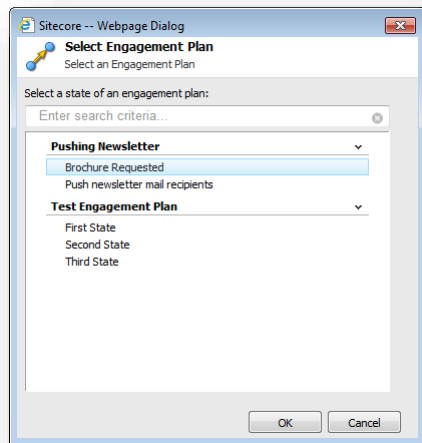 Sitecore -- Webpage Dialog
Select Engagement Plan
Select an Engagement Plan
Select a state of an engagement plan:
Enter search criteria...
Pushing Newsletter
Brochure Requested
Push newsletter mail recipients
Test Engagement Plan
First State
Second State
Third State
OK Cancel